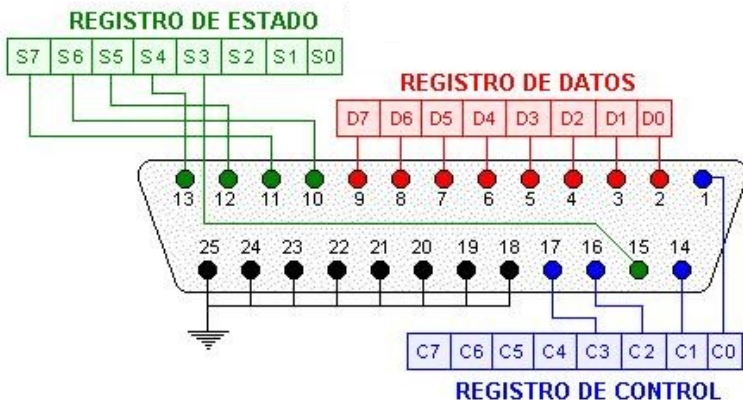 REGISTRO DE ESTADO
S7 S6 S5 S4 S3 S2 S1 S0
REGISTRO DE DATOS
D7 D6 D5 D4 D3 D2 D1 D0
13 12 11 10 9 8 7 6 5 4 3 2 1
25 24 23 22 21 20 19 18 17 16 15 14
C7 C6 C5 C4 C3 C2 C1 C0
REGISTRO DE CONTROL